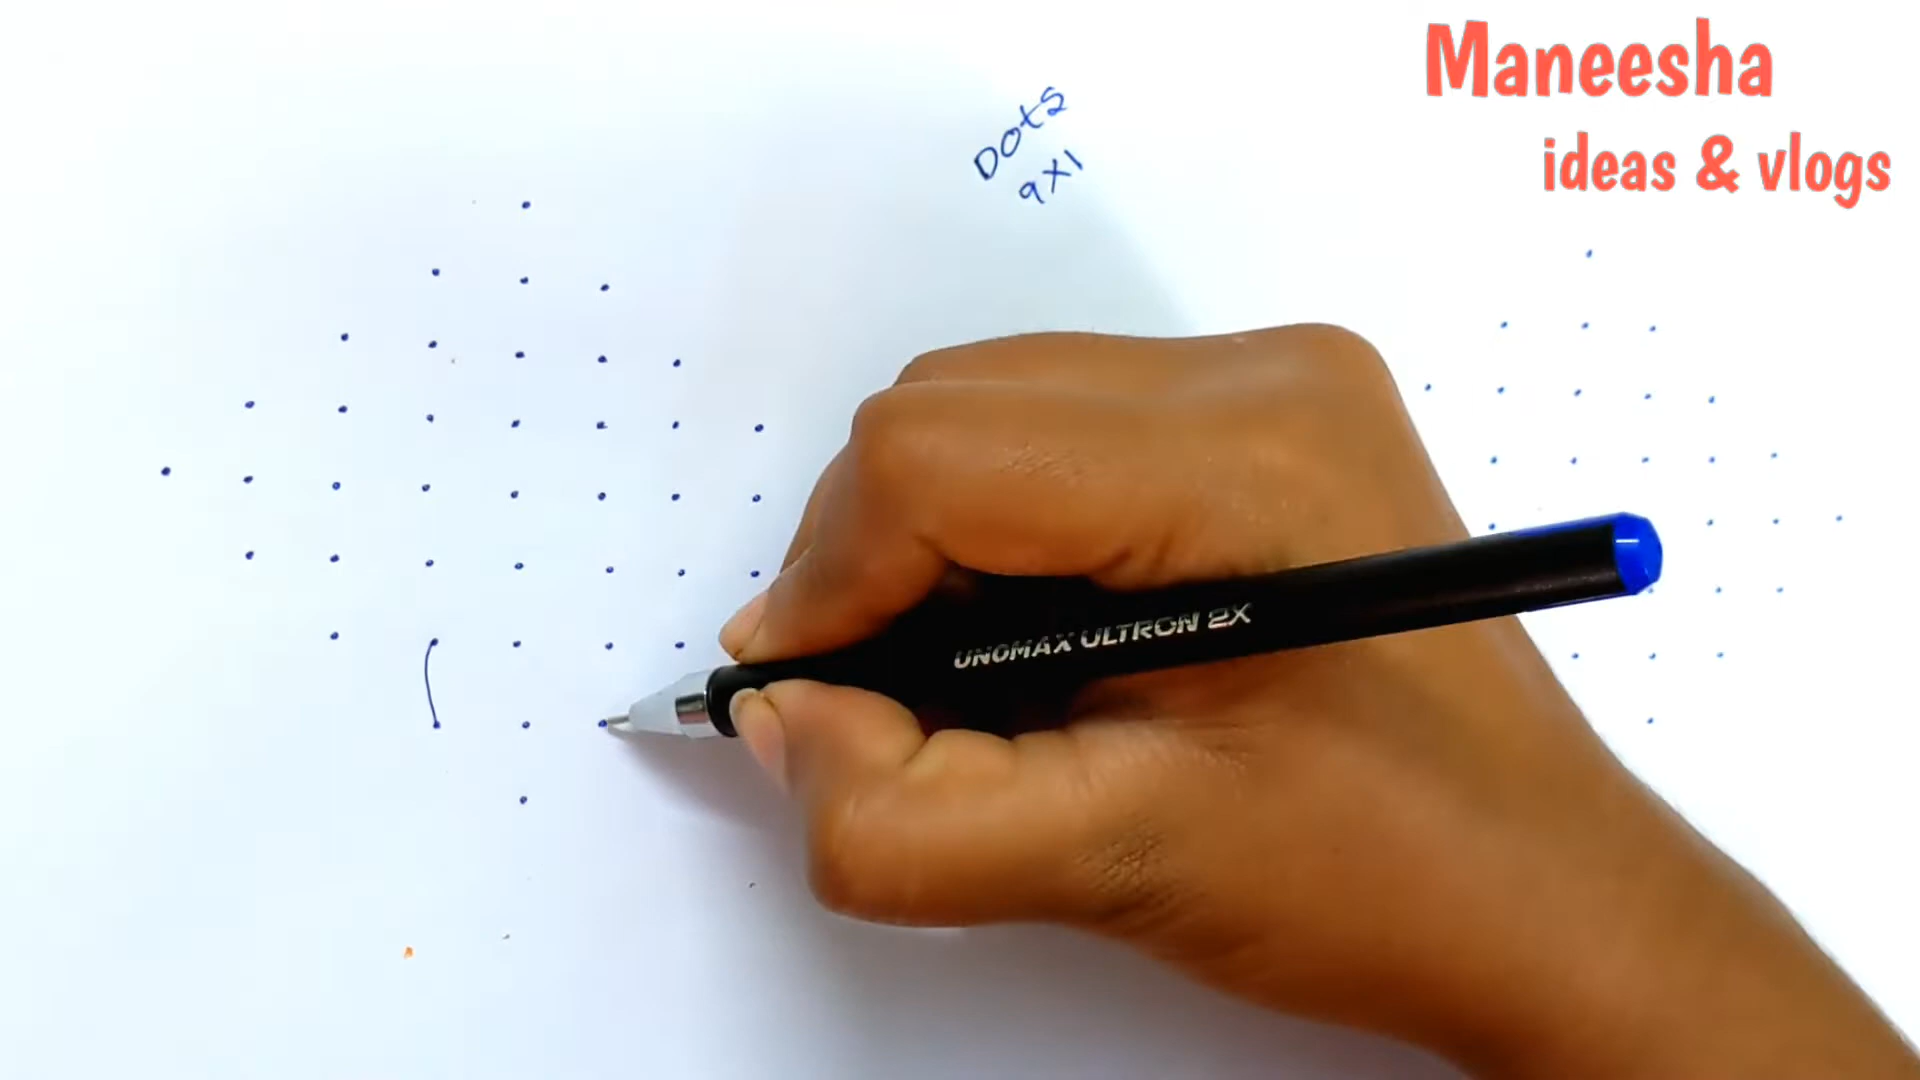 Maneesha
ideas & vlogs
Dots
9X1
UNOMAX ULTRON 2X